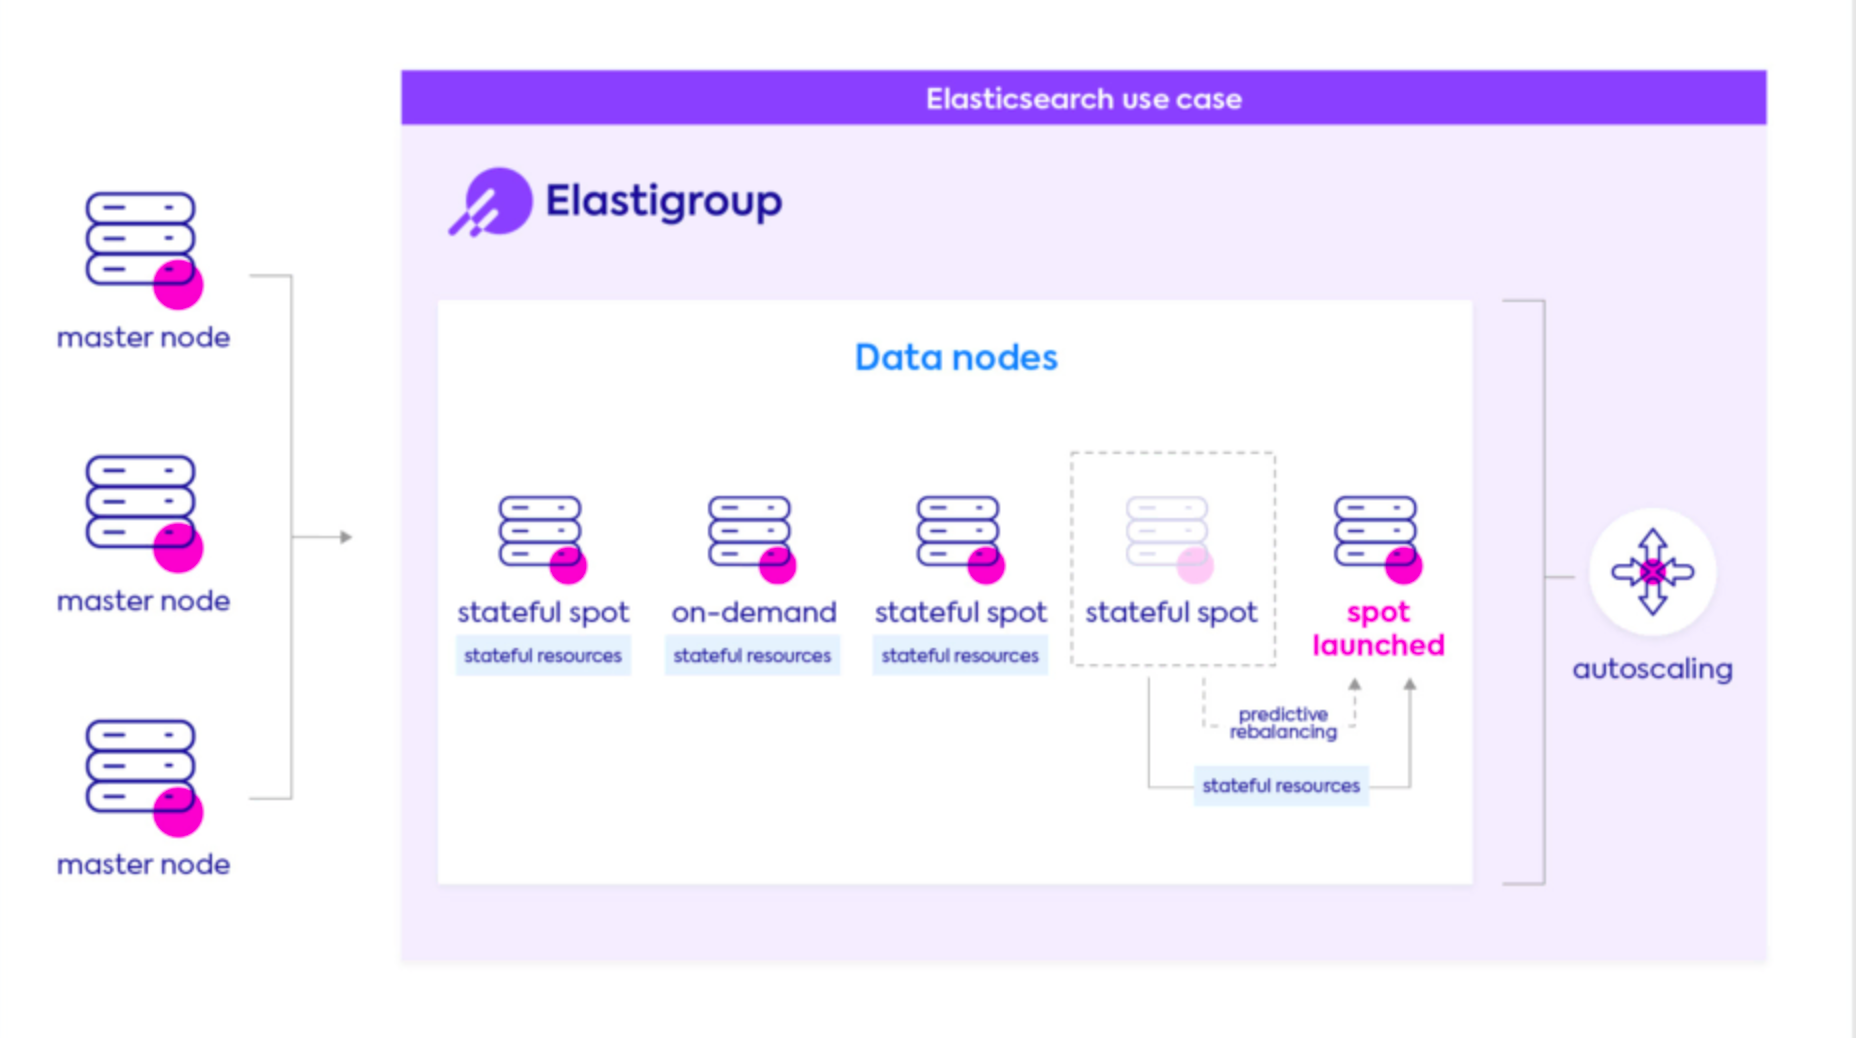 Elasticsearch use case
Elastigroup
master node
master node
master node
Data nodes
stateful spot
stateful resources
on-demand
stateful resources
stateful spot
stateful resources
stateful spot
spot
launched
predictive
rebalancing
stateful resources
autoscaling